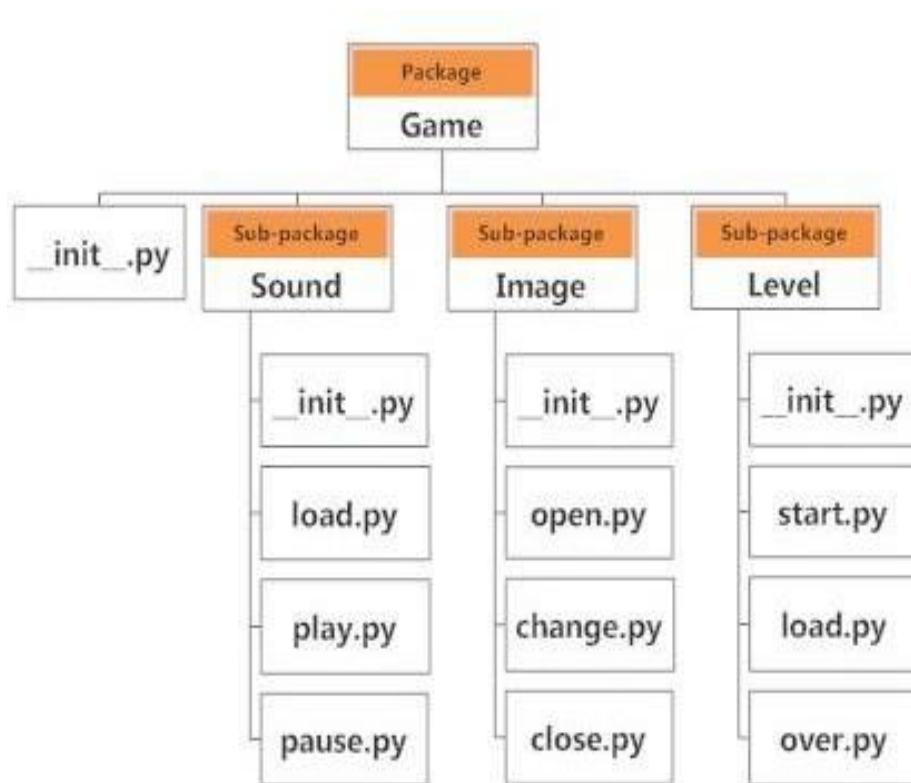 Package
Game
__init__.py
Sub-package
Sound
Sub-package
Image
Sub-package
Level
__init__.py
load.py
play.py
pause.py
__init__.py
open.py
change.py
close.py
__init__.py
start.py
load.py
over.py